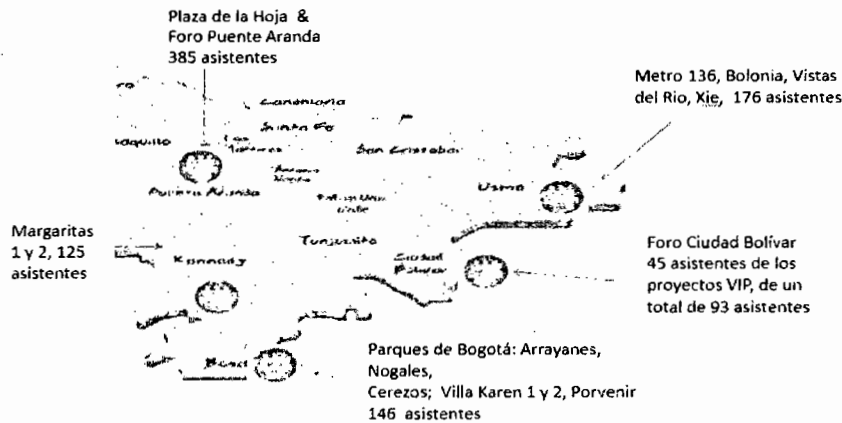 Plaza de la Hoja &
Foro Puente Aranda
385 asistentes
Metro 136, Bolonia, Vistas
del Rio, Xie, 176 asistentes
Candelaria
Santa Fe
Los
Mártires
San Cristobal
Puente Aranda
Usme
Tunjuelito
Margaritas
1 y 2, 125
asistentes
Kennedy
Ciudad
Bolívar
Foro Ciudad Bolívar
45 asistentes de los
proyectos VIP, de un
total de 93 asistentes
Bosa
Parques de Bogotá: Arrayanes,
Nogales,
Cerezos; Villa Karen 1 y 2, Porvenir
146 asistentes